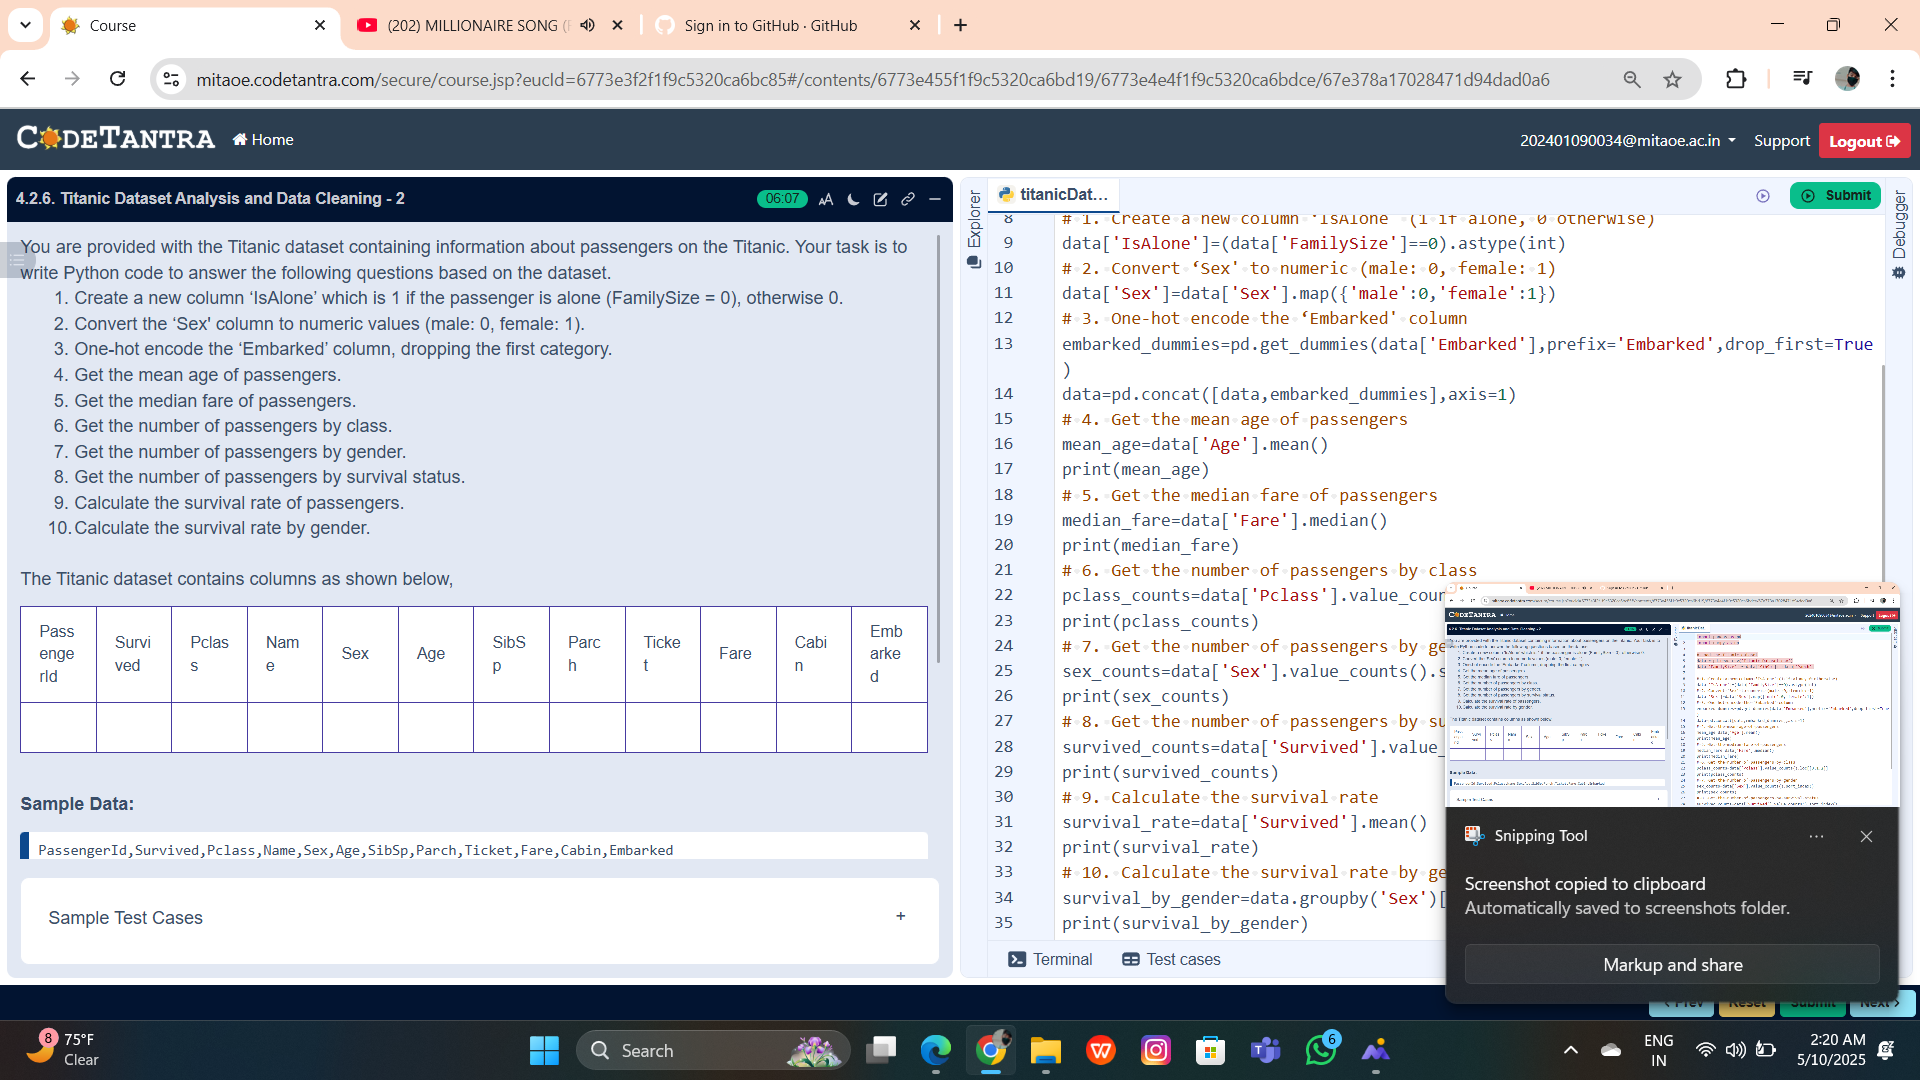 Course
(202) MILLIONAIRE SONG (
Sign in to GitHub · GitHub
mitaoe.codetantra.com/secure/course.jsp?eucId=6773e3f2f1f9c5320ca6bc85#/contents/6773e455f1f9c5320ca6bd19/6773e4e4f1f9c5320ca6bdce/67e378a17028471d94dad0a6
CODETANTRA
Home
202401090034@mitaoe.ac.in
Support
Logout
4.2.6. Titanic Dataset Analysis and Data Cleaning - 2
06:07
You are provided with the Titanic dataset containing information about passengers on the Titanic. Your task is to
write Python code to answer the following questions based on the dataset.
1. Create a new column ‘IsAlone’ which is 1 if the passenger is alone (FamilySize = 0), otherwise 0.
2. Convert the ‘Sex' column to numeric values (male: 0, female: 1).
3. One-hot encode the ‘Embarked’ column, dropping the first category.
4. Get the mean age of passengers.
5. Get the median fare of passengers.
6. Get the number of passengers by class.
7. Get the number of passengers by gender.
8. Get the number of passengers by survival status.
9. Calculate the survival rate of passengers.
10. Calculate the survival rate by gender.
The Titanic dataset contains columns as shown below,
PassengerId Survived Pclass Name Sex Age SibSp Parch Ticket Fare Cabin Embarked
Sample Data:
PassengerId,Survived,Pclass,Name,Sex,Age,SibSp,Parch,Ticket,Fare,Cabin,Embarked
Sample Test Cases +
Explorer
titanicDat...
Submit
Debugger
8 # 1. Create a new column 'IsAlone' (1 if alone, 0 otherwise)
9 data['IsAlone']=(data['FamilySize']==0).astype(int)
10 # 2. Convert ‘Sex' to numeric (male: 0, female: 1)
11 data['Sex']=data['Sex'].map({'male':0,'female':1})
12 # 3. One-hot encode the ‘Embarked' column
13 embarked_dummies=pd.get_dummies(data['Embarked'],prefix='Embarked',drop_first=True
)
14 data=pd.concat([data,embarked_dummies],axis=1)
15 # 4. Get the mean age of passengers
16 mean_age=data['Age'].mean()
17 print(mean_age)
18 # 5. Get the median fare of passengers
19 median_fare=data['Fare'].median()
20 print(median_fare)
21 # 6. Get the number of passengers by class
22 pclass_counts=data['Pclass'].value_cou
23 print(pclass_counts)
24 # 7. Get the number of passengers by ge
25 sex_counts=data['Sex'].value_counts().s
26 print(sex_counts)
27 # 8. Get the number of passengers by su
28 survived_counts=data['Survived'].value_
29 print(survived_counts)
30 # 9. Calculate the survival rate
31 survival_rate=data['Survived'].mean()
32 print(survival_rate)
33 # 10. Calculate the survival rate by ge
34 survival_by_gender=data.groupby('Sex')[
35 print(survival_by_gender)
Terminal
Test cases
Snipping Tool
Screenshot copied to clipboard
Automatically saved to screenshots folder.
Markup and share
Prev
Reset
Submit
Next
8
75°F
Clear
Search
6
ENG
IN
2:20 AM
5/10/2025